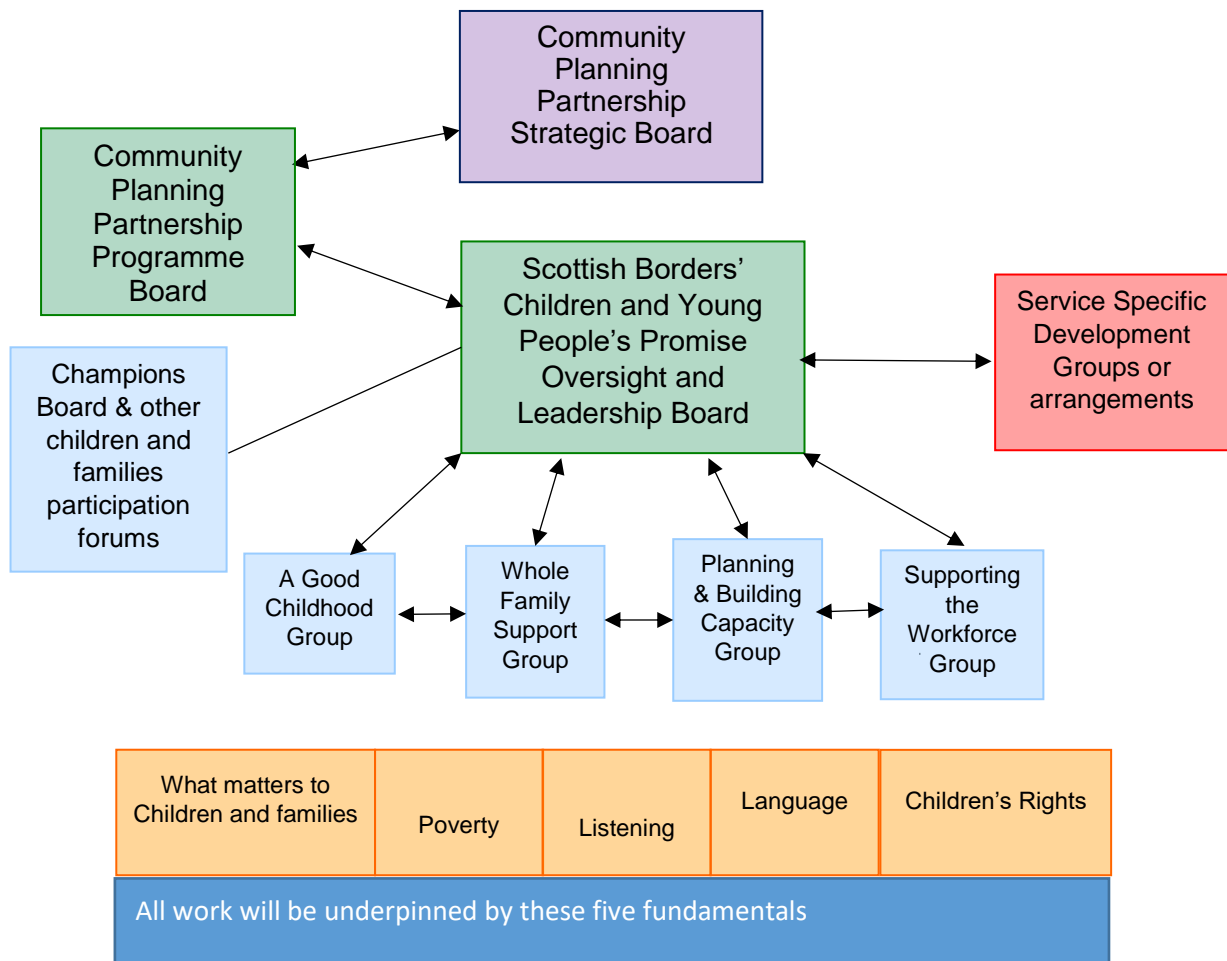 Community
Planning
Partnership
Strategic Board
Community
Planning
Partnership
Programme
Board
Scottish Borders’
Children and Young
People’s Promise
Oversight and
Leadership Board
Service Specific
Development
Groups or
arrangements
Champions
Board & other
children and
families
participation
forums
A Good
Childhood
Group
Whole
Family
Support
Group
Planning
& Building
Capacity
Group
Supporting
the
Workforce
Group
What matters to
Children and families
Poverty
Listening
Language
Children’s Rights
All work will be underpinned by these five fundamentals